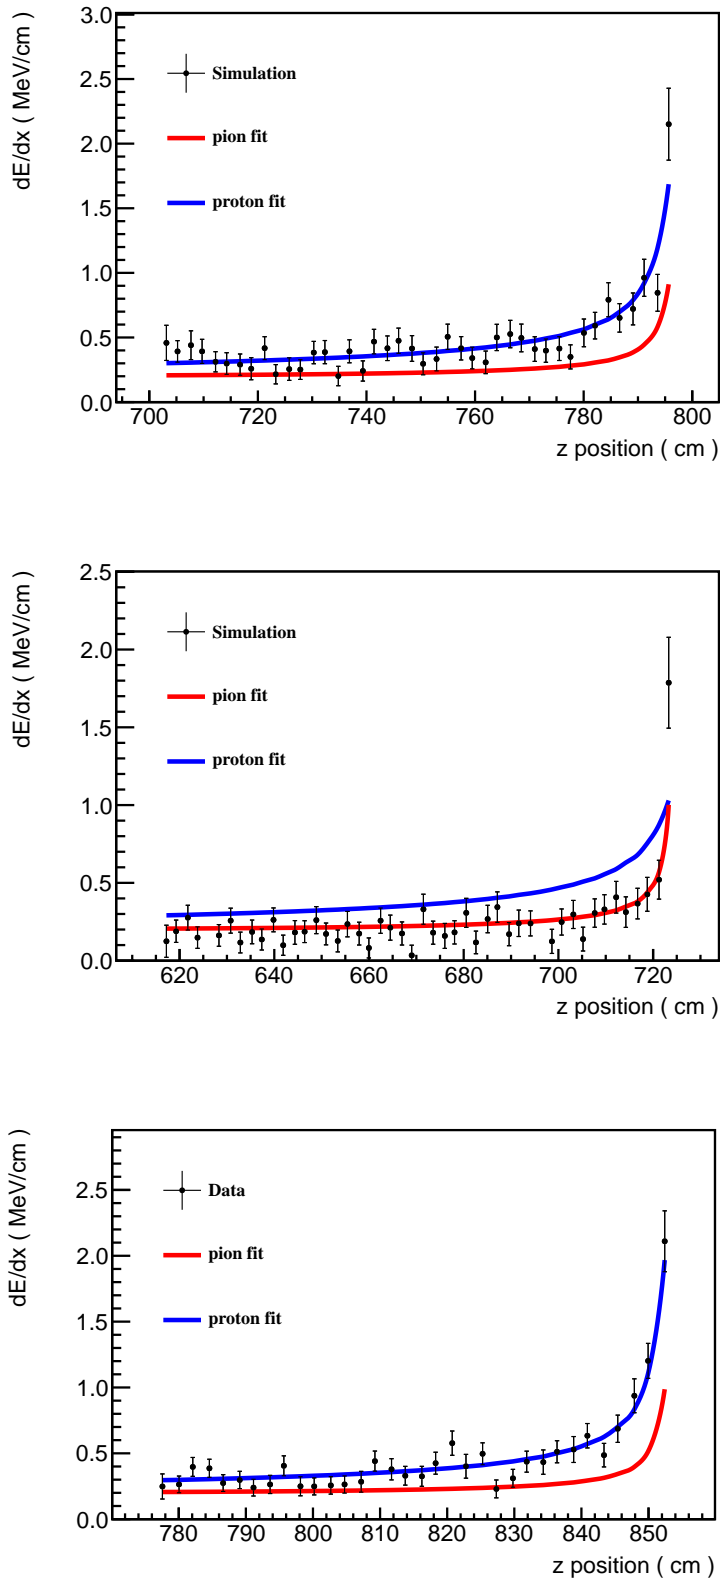 dE/dx ( MeV/cm )
3.0
2.5
2.0
1.5
1.0
0.5
0.0
Simulation
pion fit
proton fit
700 720 740 760 780 800
z position ( cm )
dE/dx ( MeV/cm )
2.5
2.0
1.5
1.0
0.5
0.0
Simulation
pion fit
proton fit
620 640 660 680 700 720
z position ( cm )
dE/dx ( MeV/cm )
2.5
2.0
1.5
1.0
0.5
0.0
Data
pion fit
proton fit
780 790 800 810 820 830 840 850
z position ( cm )